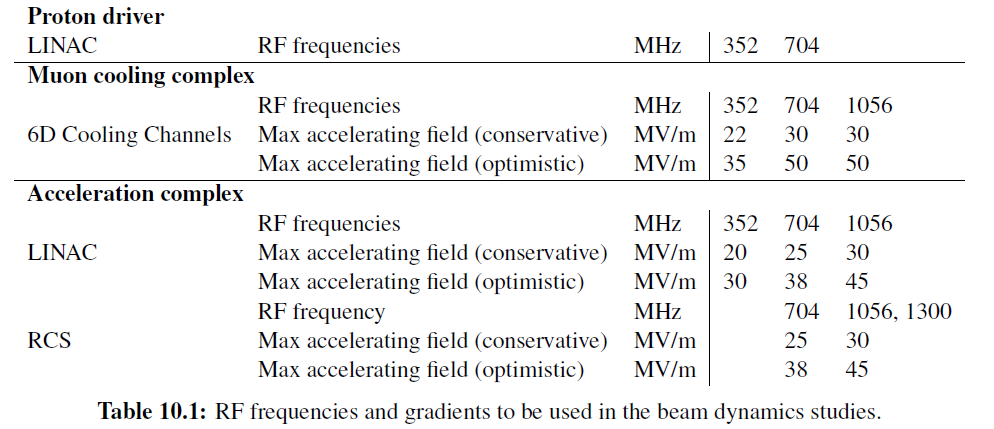 Proton driver
LINAC RF frequencies MHz 352 704
Muon cooling complex
RF frequencies MHz 352 704 1056
6D Cooling Channels Max accelerating field (conservative) MV/m 22 30 30
Max accelerating field (optimistic) MV/m 35 50 50
Acceleration complex
RF frequencies MHz 352 704 1056
LINAC Max accelerating field (conservative) MV/m 20 25 30
Max accelerating field (optimistic) MV/m 30 38 45
RF frequency MHz 704 1056, 1300
RCS Max accelerating field (conservative) MV/m 25 30
Max accelerating field (optimistic) MV/m 38 45
Table 10.1: RF frequencies and gradients to be used in the beam dynamics studies.